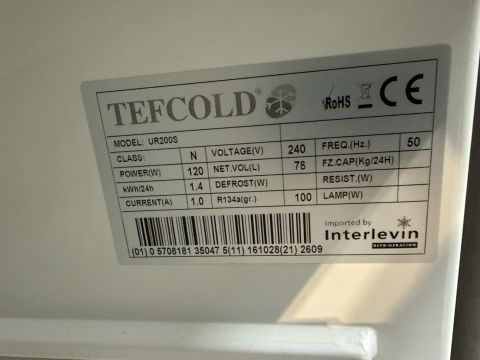 TEFCOLD®
RoHS CE
MODEL: UR200S
CLASS: N VOLTAGE(V) 240 FREQ.(Hz.) 50
POWER(W) 120 NET.VOL(L) 78 FZ.CAP(Kg/24H)
kWh/24h 1.4 DEFROST(W) RESIST.(W)
CURRENT(A) 1.0 R134a(gr.) 100 LAMP(W)
(01) 0 5708181 35047 5(11) 161028(21) 2609
Imported by
Interlevin
REFRIGERATION